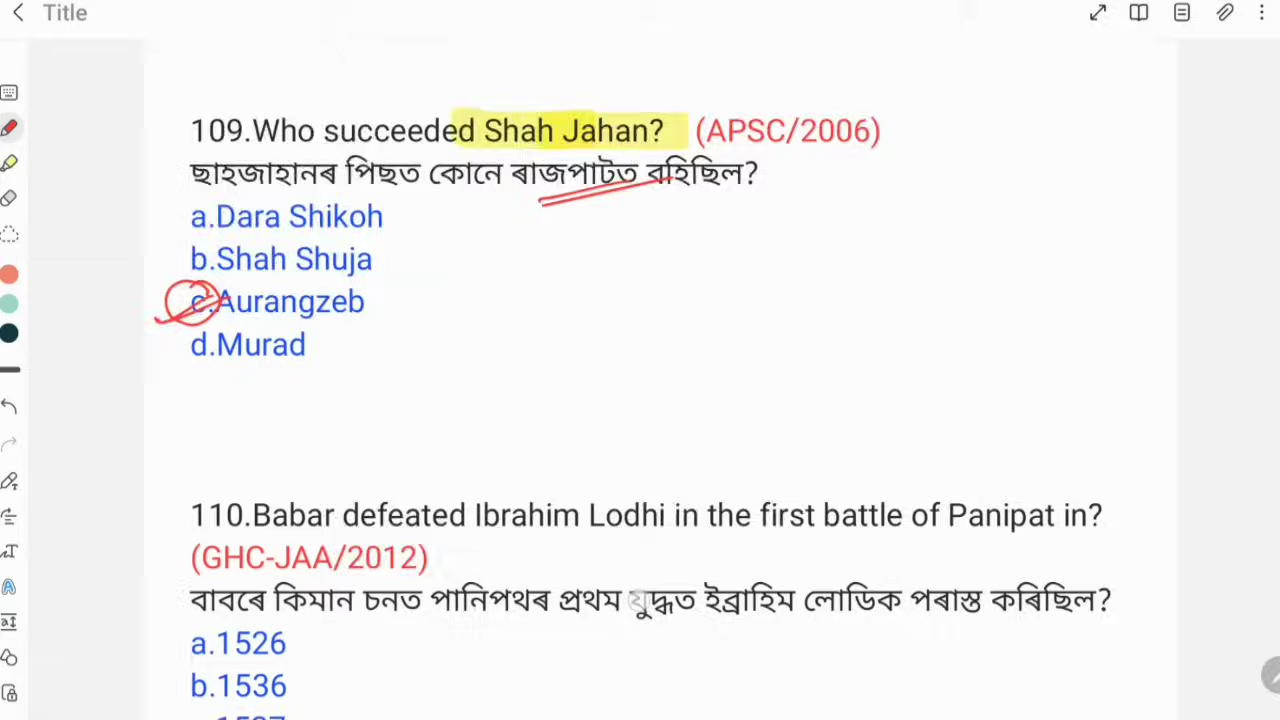 Title
109.Who succeeded Shah Jahan? (APSC/2006)
ছাহজাহানৰ পিছত কোনে ৰাজপাটত বহিছিল?
a.Dara Shikoh
b.Shah Shuja
c.Aurangzeb
d.Murad
110.Babar defeated Ibrahim Lodhi in the first battle of Panipat in?
(GHC-JAA/2012)
বাবৰে কিমান চনত পানিপথৰ প্ৰথম যুদ্ধত ইব্ৰাহিম লোডিক পৰাস্ত কৰিছিল?
a.1526
b.1536